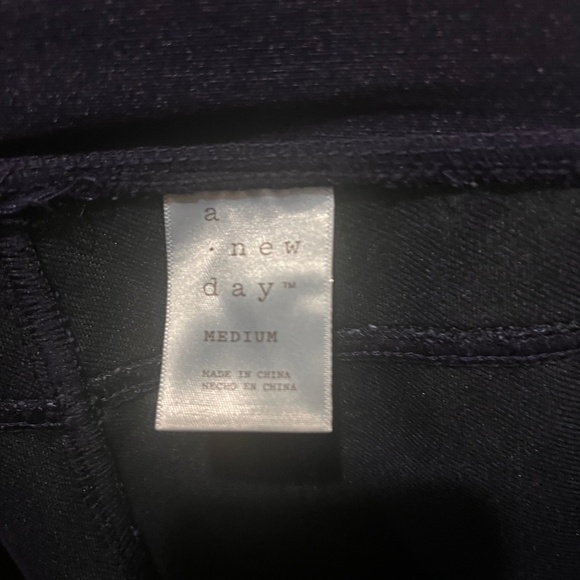 a
· new
day™
MEDIUM
MADE IN CHINA
HECHO EN CHINA